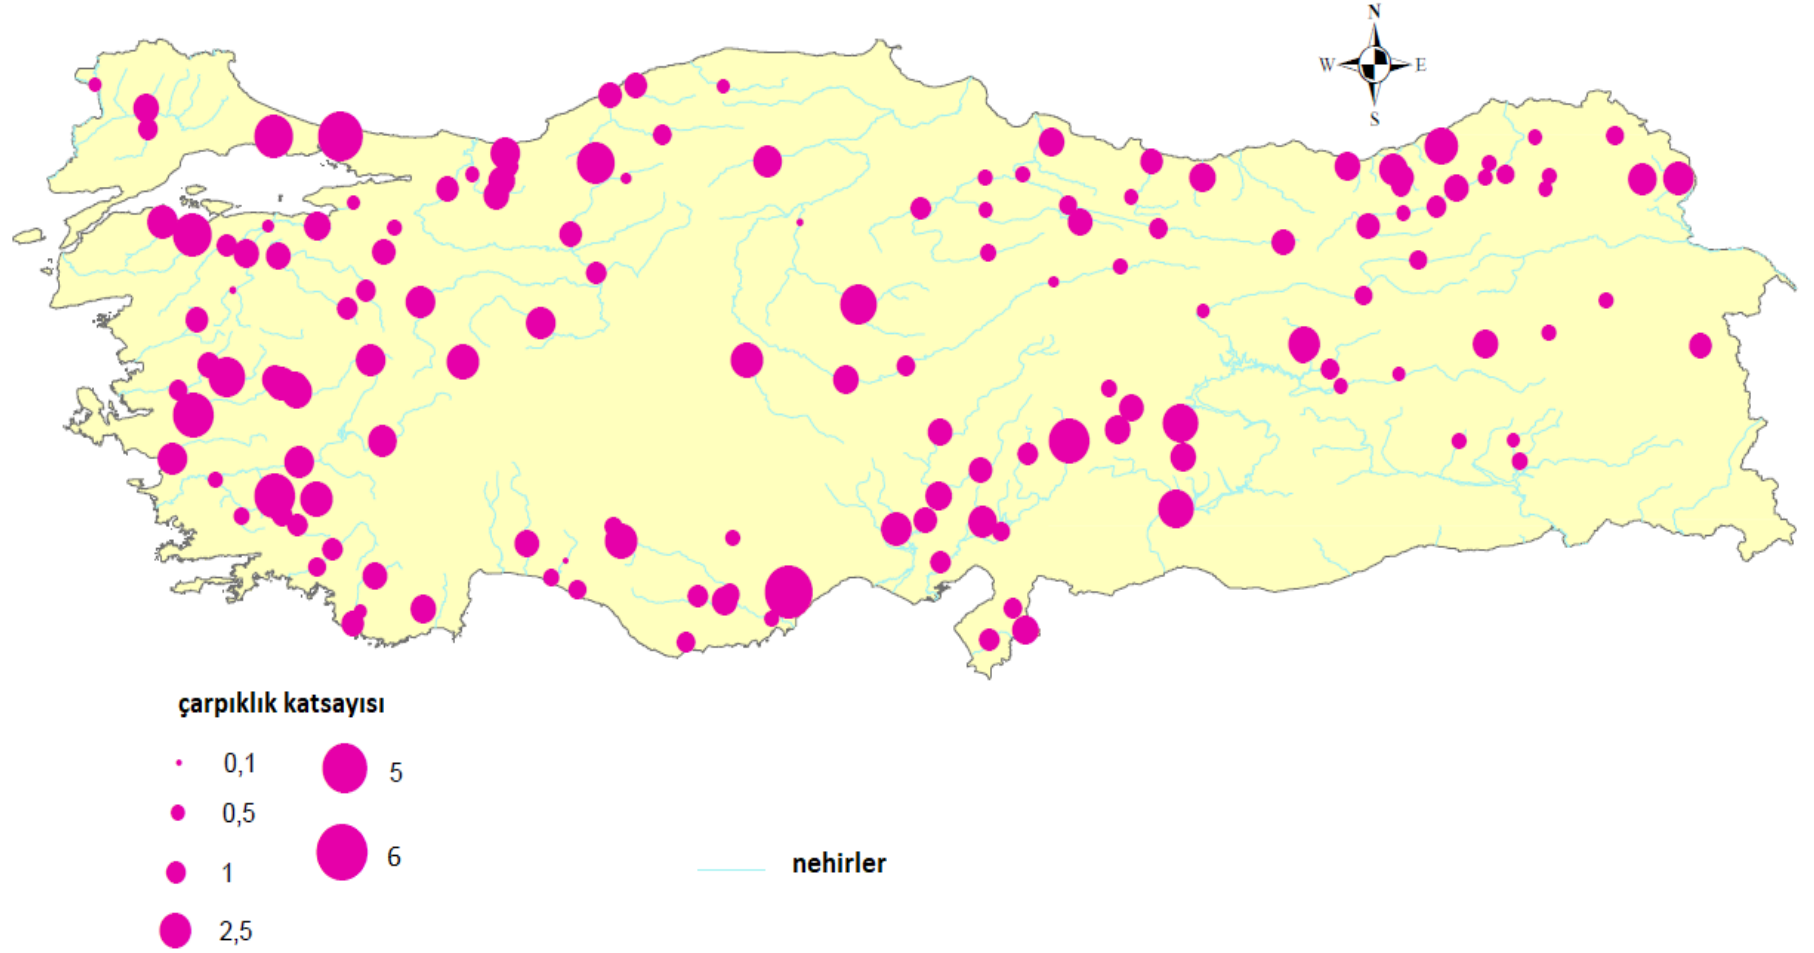 N
W E
S
çarpıklık katsayısı
0,1
0,5
1
2,5
5
6
nehirler